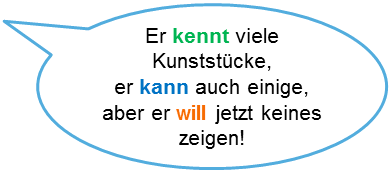 Er kennt viele
Kunststücke,
er kann auch einige,
aber er will jetzt keines
zeigen!